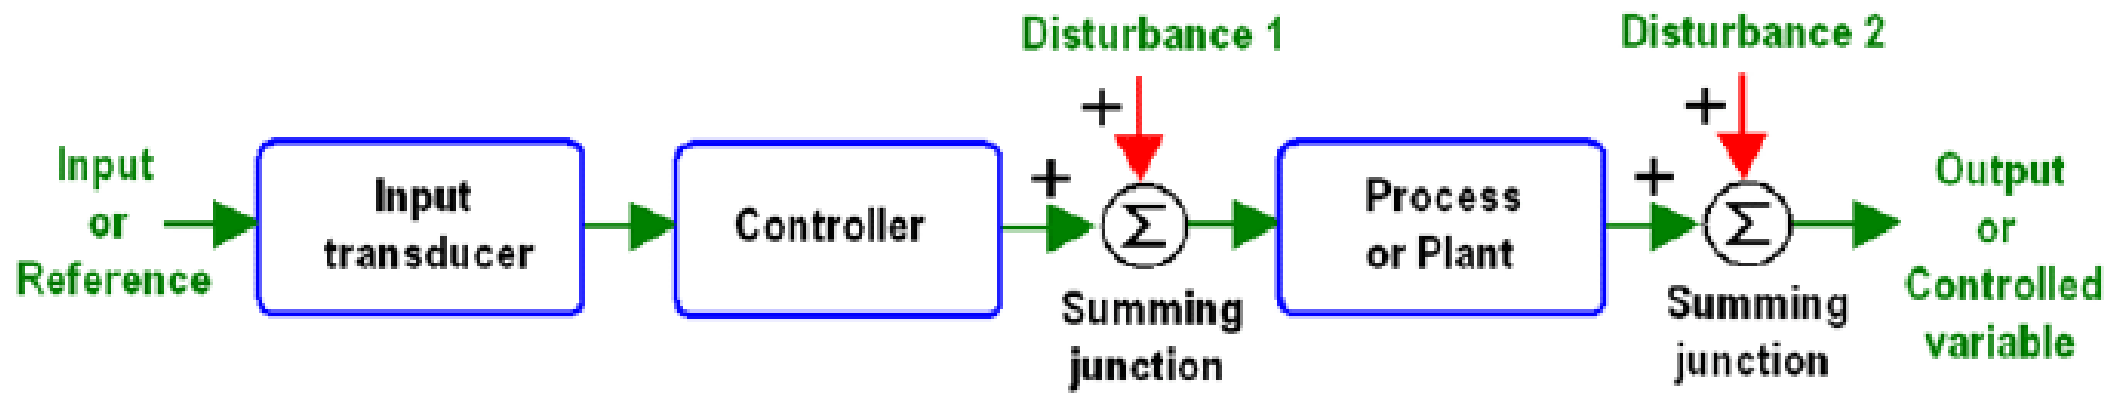 Disturbance 1
Disturbance 2
Input
or
Reference
Input
transducer
Controller
+
+
Σ
Summing
junction
Process
or Plant
+
+
Σ
Summing
junction
Output
or
Controlled
variable